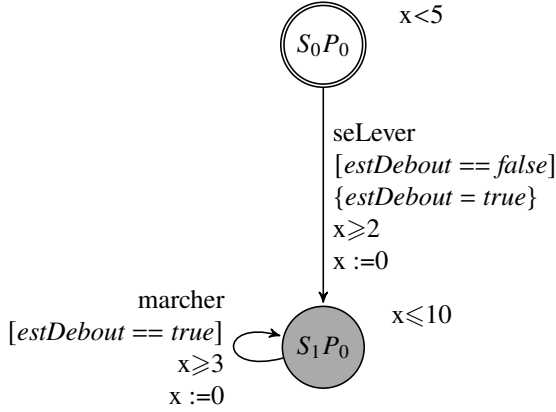 x<5
S₀P₀
seLever
[estDebout == false]
{estDebout = true}
x⩾2
x :=0
marcher
[estDebout == true]
x⩾3
x :=0
S₁P₀
x⩽10